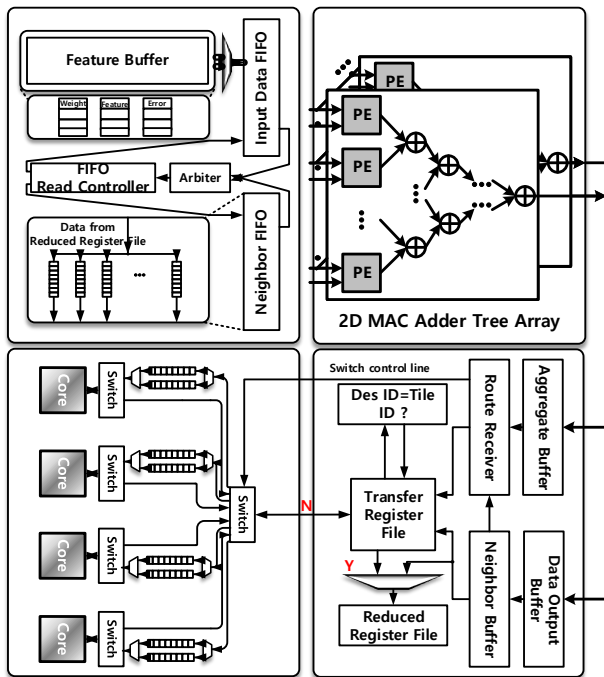 Feature Buffer
Weight
Feature
Error
Input Data FIFO
FIFO
Read Controller
Arbiter
Data from
Reduced Register File
...
Neighbor FIFO
PE
PE
PE
PE
2D MAC Adder Tree Array
Core
Switch
Core
Switch
Core
Switch
Core
Switch
Switch
Switch control line
Des ID=Tile
ID ?
Route Receiver
Aggregate Buffer
N
Transfer
Register
File
Y
Reduced
Register File
Neighbor Buffer
Data Output
Buffer